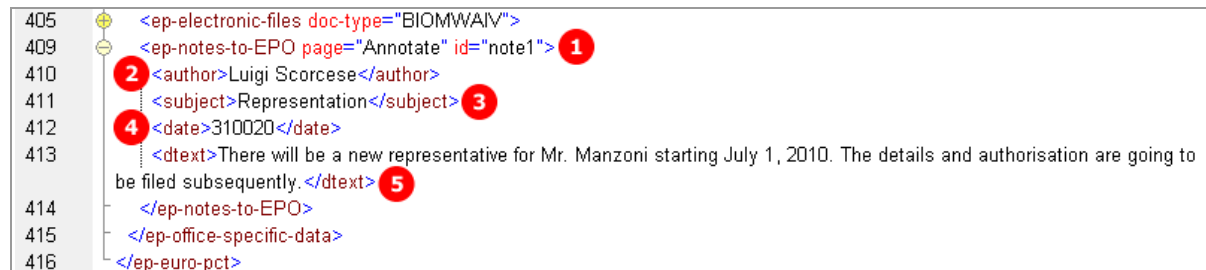 405 <ep-electronic-files doc-type="BIOMWAIV">
409 <ep-notes-to-EPO page="Annotate" id="note1"> 1
410 2 <author>Luigi Scorcese</author>
411 <subject>Representation</subject> 3
412 4 <date>310020</date>
413 <dtext>There will be a new representative for Mr. Manzoni starting July 1, 2010. The details and authorisation are going to
be filed subsequently.</dtext> 5
414 </ep-notes-to-EPO>
415 </ep-office-specific-data>
416 </ep-euro-pct>